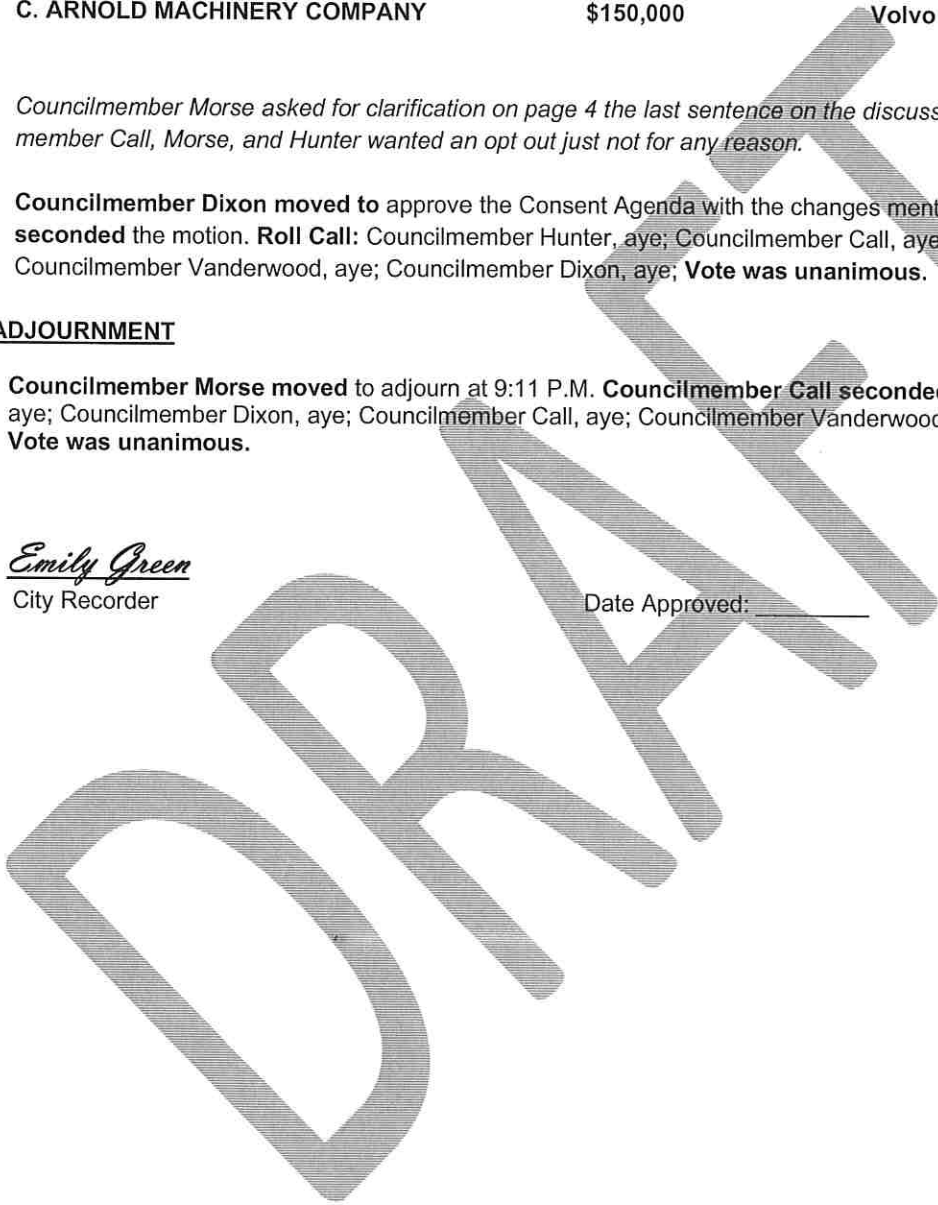 C. ARNOLD MACHINERY COMPANY $150,000 Volvo
Councilmember Morse asked for clarification on page 4 the last sentence on the discuss
member Call, Morse, and Hunter wanted an opt out just not for any reason.
Councilmember Dixon moved to approve the Consent Agenda with the changes ment
seconded the motion. Roll Call: Councilmember Hunter, aye; Councilmember Call, aye
Councilmember Vanderwood, aye; Councilmember Dixon, aye; Vote was unanimous.
ADJOURNMENT
Councilmember Morse moved to adjourn at 9:11 P.M. Councilmember Call seconded
aye; Councilmember Dixon, aye; Councilmember Call, aye; Councilmember Vanderwood
Vote was unanimous.
Emily Green
City Recorder Date Approved: ________
DRAFT